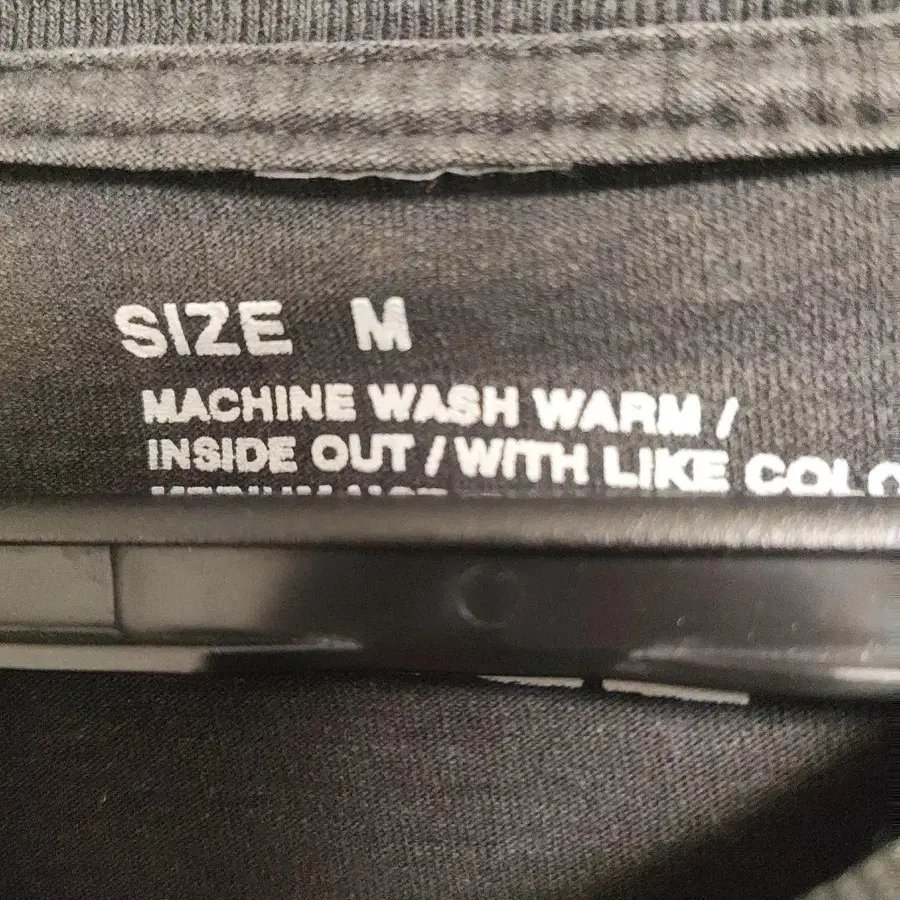 SIZE M
MACHINE WASH WARM /
INSIDE OUT / WITH LIKE